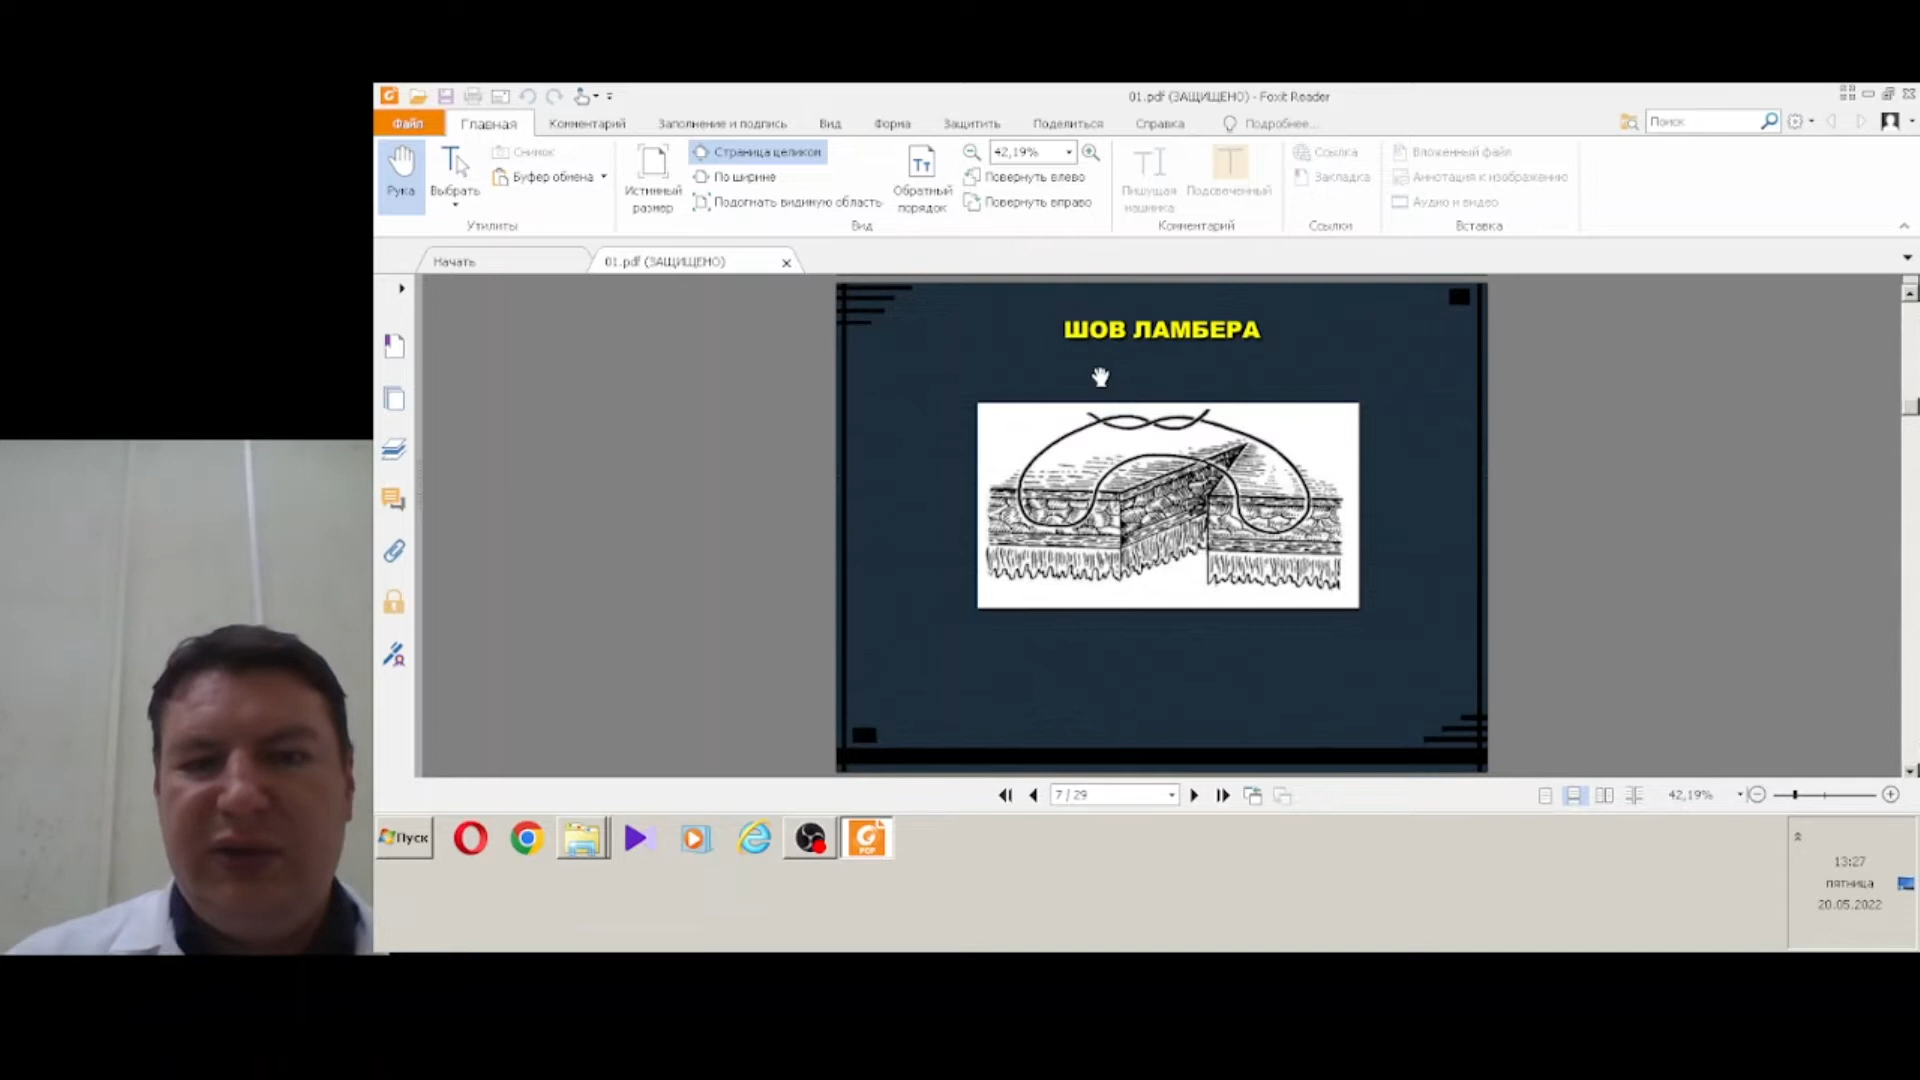 01.pdf (ЗАЩИЩЕНО) - Foxit Reader
Файл Главная Комментарий Заполнение и подпись Вид Форма Защитить Поделиться Справка Подробнее... Поиск
Рука
Выбрать
Снимок
Буфер обмена
Утилиты
Истинный
размер
Страница целиком
По ширине
Подогнать видимую область
Обратный
порядок
42,19%
Повернуть влево
Повернуть вправо
Вид
Пишущая
машинка
Подсвеченный
Комментарий
Ссылка
Закладка
Ссылки
Вложенный файл
Аннотация к изображению
Аудио и видео
Вставка
Начать 01.pdf (ЗАЩИЩЕНО)
ШОВ ЛАМБЕРА
7 / 29 42,19%
Пуск
PDF
13:27
пятница
20.05.2022